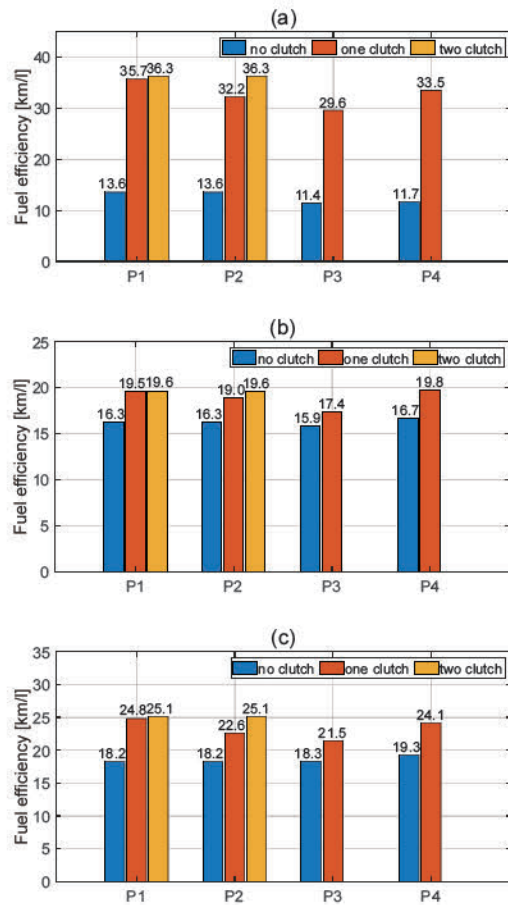 (a)
no clutch one clutch two clutch
Fuel efficiency [km/l]
40
30
20
10
0
13.6 35.7 36.3
13.6 32.2 36.3
11.4 29.6
11.7 33.5
P1 P2 P3 P4
(b)
no clutch one clutch two clutch
Fuel efficiency [km/l]
25
20
15
10
5
0
16.3 19.5 19.6
16.3 19.0 19.6
15.9 17.4
16.7 19.8
P1 P2 P3 P4
(c)
no clutch one clutch two clutch
Fuel efficiency [km/l]
35
30
25
20
15
10
5
0
18.2 24.8 25.1
18.2 22.6 25.1
18.3 21.5
19.3 24.1
P1 P2 P3 P4